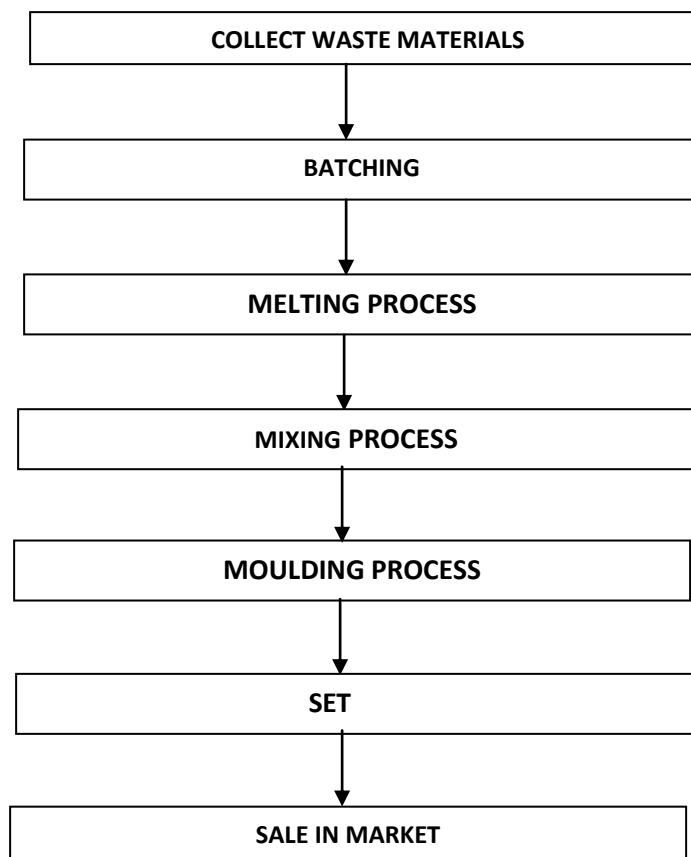 COLLECT WASTE MATERIALS
BATCHING
MELTING PROCESS
MIXING PROCESS
MOULDING PROCESS
SET
SALE IN MARKET